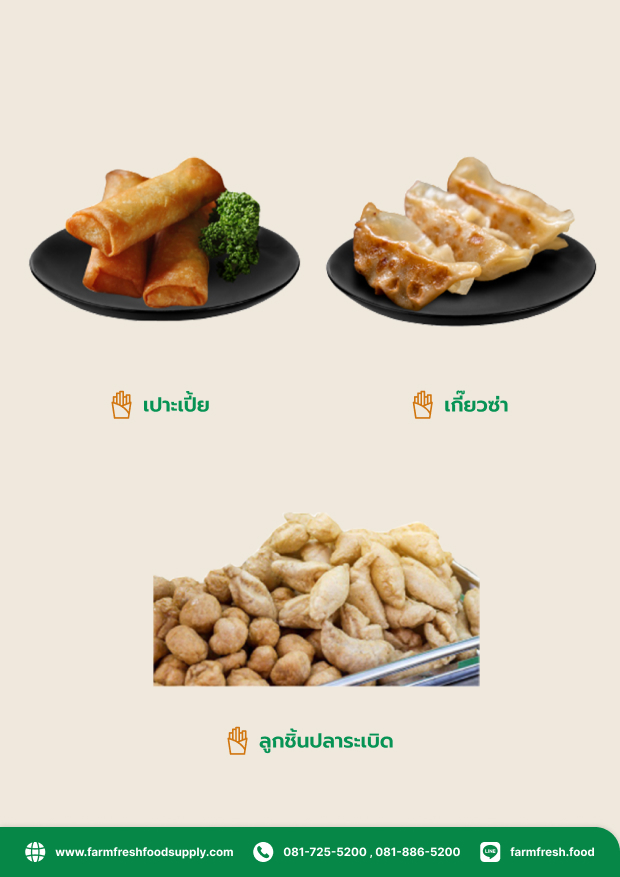 เปาะเปี้ย
เกี๊ยวซ่า
ลูกชิ้นปลาระเบิด
www.farmfreshfoodsupply.com 081-725-5200 , 081-886-5200 LINE farmfresh.food